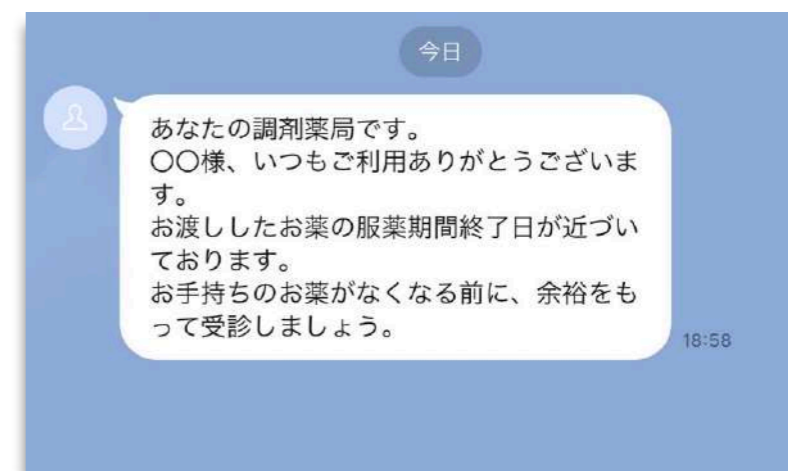 今日
あなたの調剤薬局です。
〇〇様、いつもご利用ありがとうございま
す。
お渡ししたお薬の服薬期間終了日が近づい
ております。
お手持ちのお薬がなくなる前に、余裕をも
って受診しましょう。
18:58